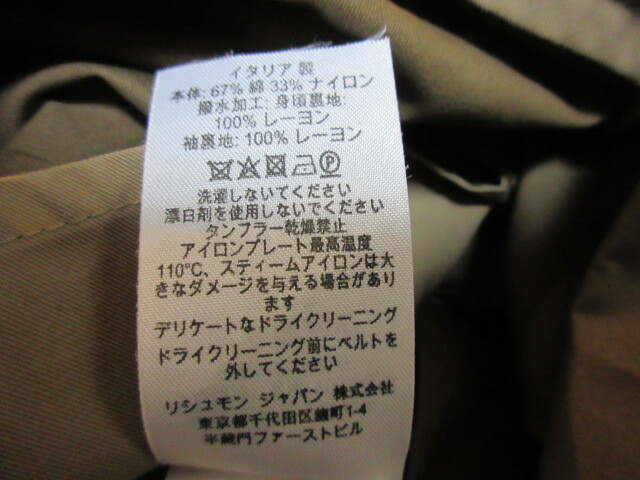 イタリア 製
本体: 67% 綿 33% ナイロン
撥水加工: 身頃裏地:
100% レーヨン
袖裏地: 100% レーヨン
P
洗濯しないてください
漂白剤を使用しないでください
タンブラー乾燥禁止
アイロンプレート最高温度
110°C、スティームアイロンは大
きなダメージを与える場合があり
ます
デリケートなドライクリーニング
ドライクリーニング前にベルトを
外してください
リシュモン ジャパン 株式会社
東京都千代田区麹町1-4
半蔵門ファーストビル